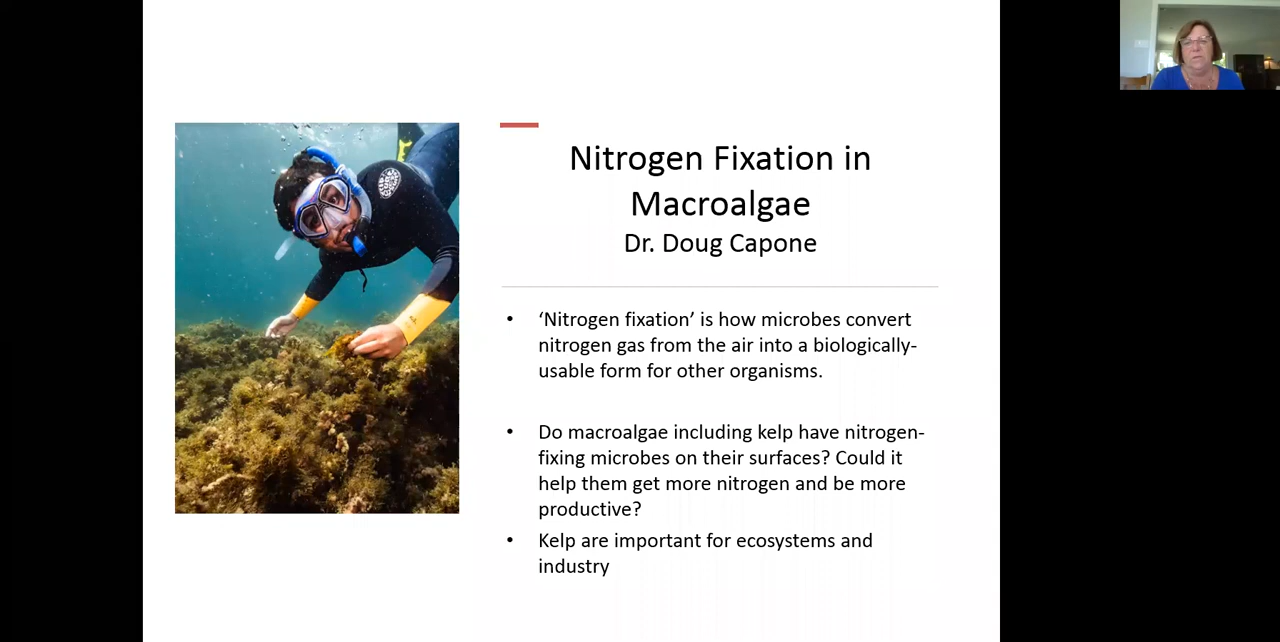 Nitrogen Fixation in
Macroalgae
Dr. Doug Capone
• ‘Nitrogen fixation’ is how microbes convert
nitrogen gas from the air into a biologically-
usable form for other organisms.
• Do macroalgae including kelp have nitrogen-
fixing microbes on their surfaces? Could it
help them get more nitrogen and be more
productive?
• Kelp are important for ecosystems and
industry